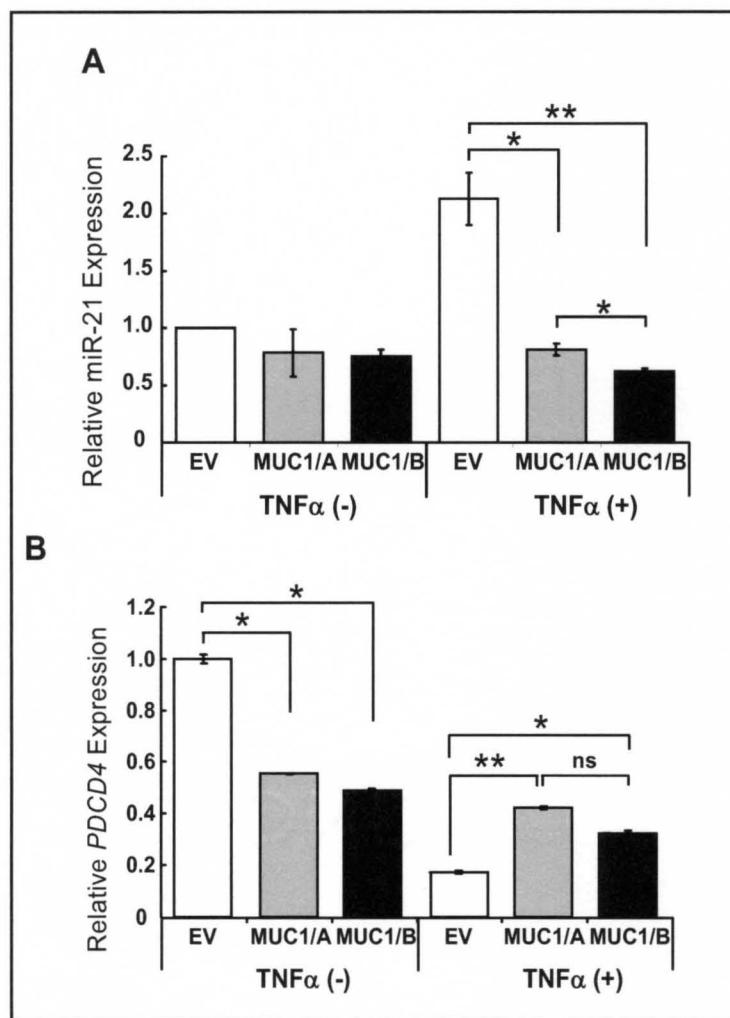 A
Relative miR-21 Expression
2.5
2.0
1.5
1.0
0.5
0
**
*
*
EV MUC1/A MUC1/B EV MUC1/A MUC1/B
TNFα (-) TNFα (+)
B
Relative PDCD4 Expression
1.2
1.0
0.8
0.6
0.4
0.2
0
*
*
*
** ns
EV MUC1/A MUC1/B EV MUC1/A MUC1/B
TNFα (-) TNFα (+)